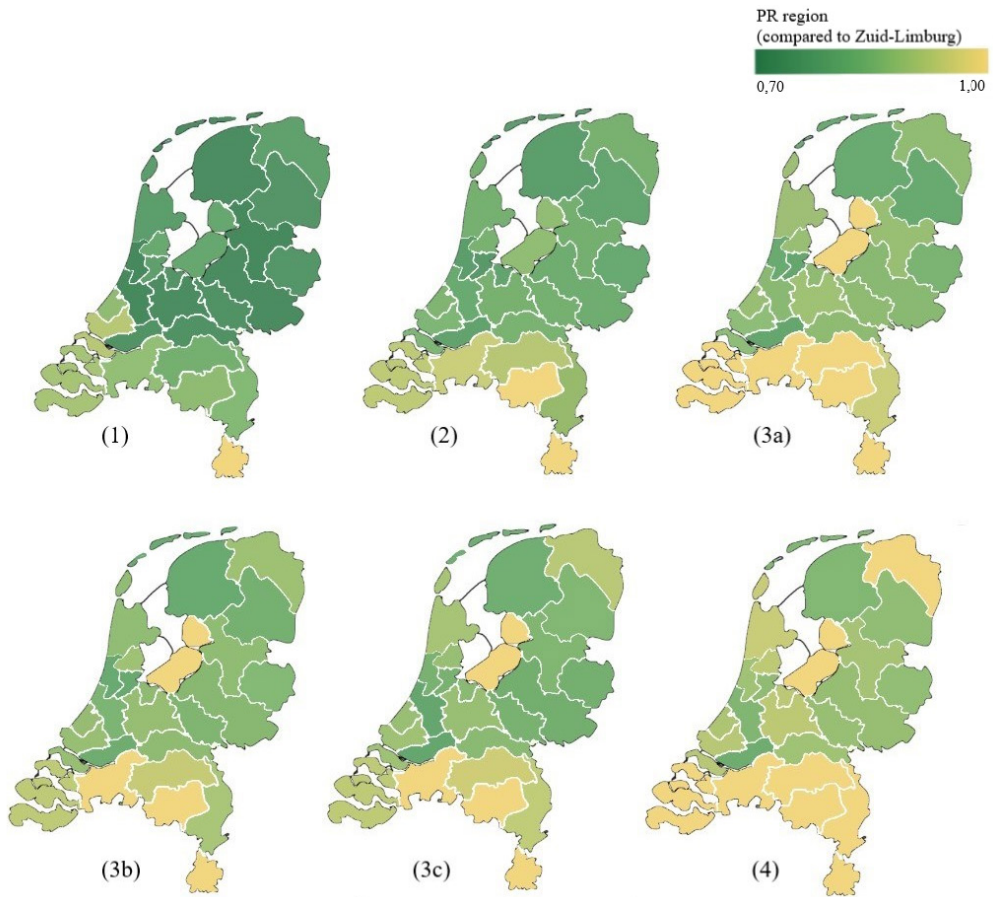 PR region
(compared to Zuid-Limburg)
0,70 1,00
(1) (2) (3a)
(3b) (3c) (4)